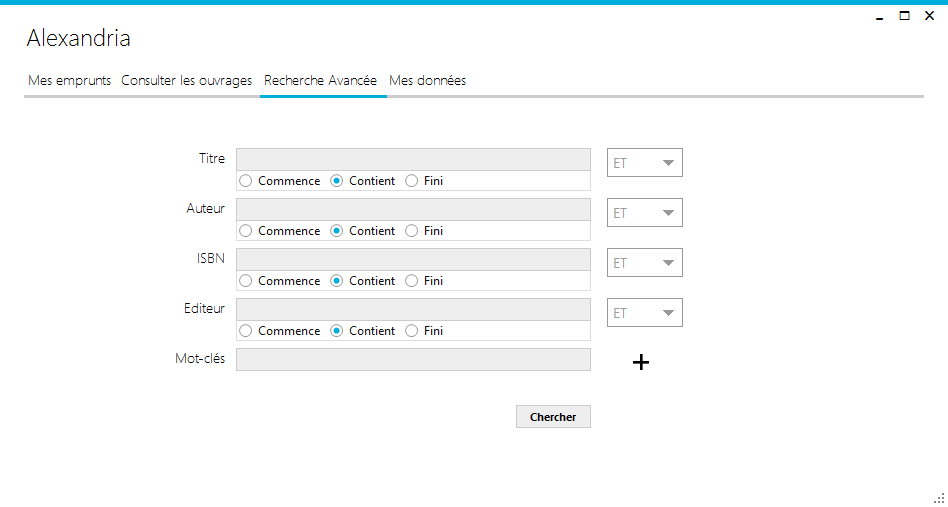 Alexandria
Mes emprunts Consulter les ouvrages Recherche Avancée Mes données
Titre ET
Commence Contient Fini
Auteur ET
Commence Contient Fini
ISBN ET
Commence Contient Fini
Editeur ET
Commence Contient Fini
Mot-clés +
Chercher